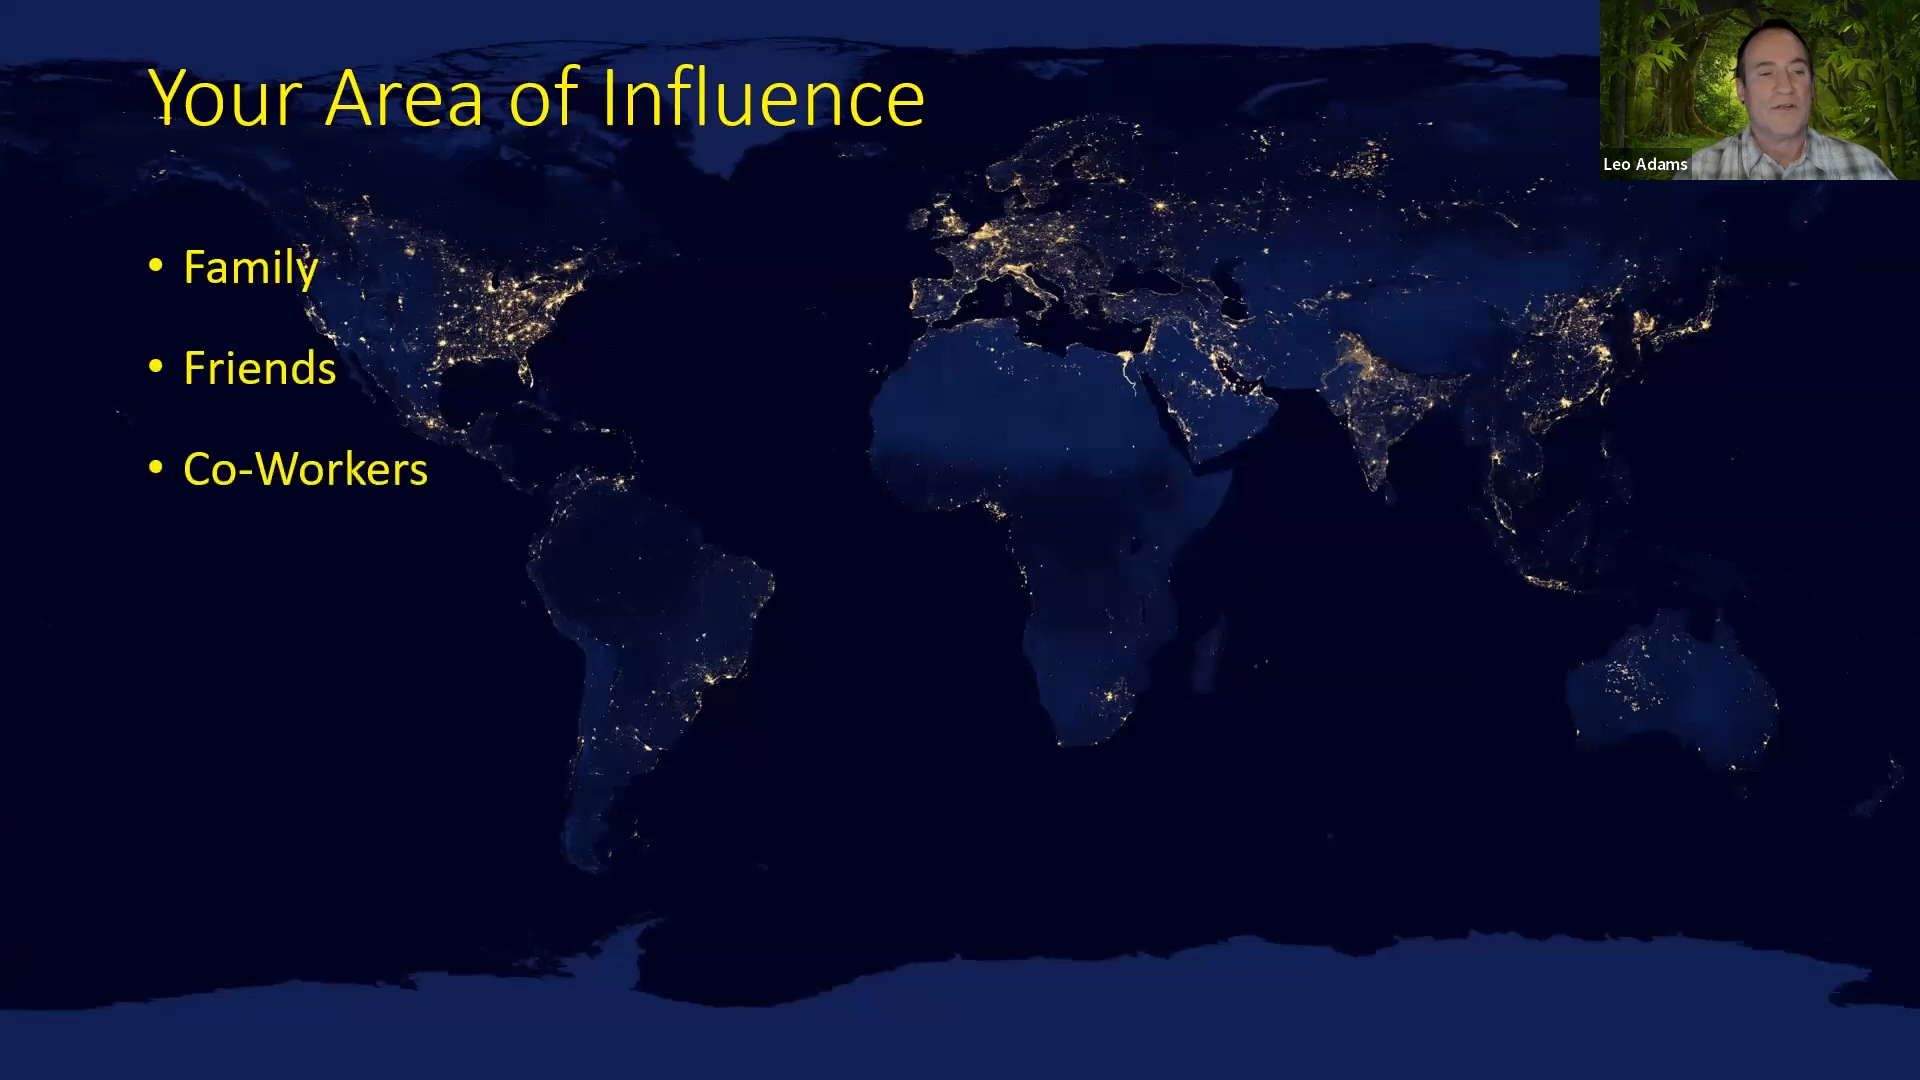 Your Area of Influence
Leo Adams
• Family
• Friends
• Co-Workers